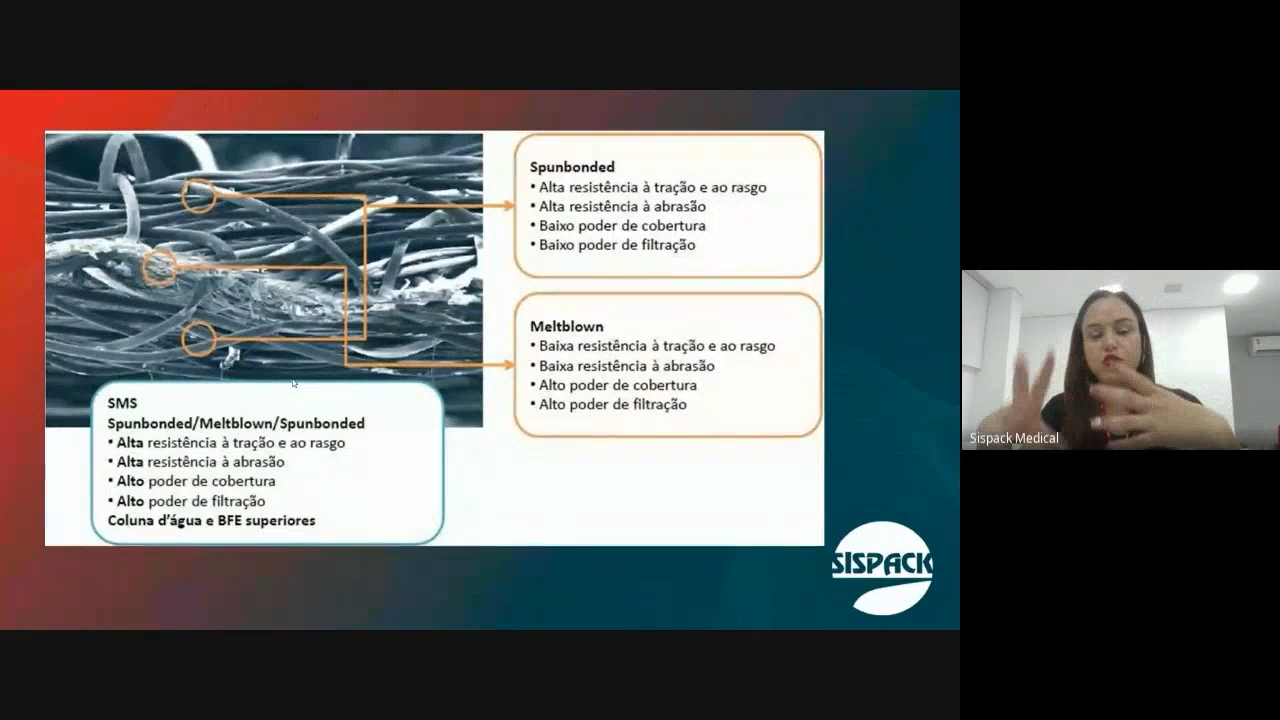 Spunbonded
• Alta resistência à tração e ao rasgo
• Alta resistência à abrasão
• Baixo poder de cobertura
• Baixo poder de filtração
Meltblown
• Baixa resistência à tração e ao rasgo
• Baixa resistência à abrasão
• Alto poder de cobertura
• Alto poder de filtração
SMS
Spunbonded/Meltblown/Spunbonded
• Alta resistência à tração e ao rasgo
• Alta resistência à abrasão
• Alto poder de cobertura
• Alto poder de filtração
Coluna d'água e BFE superiores
SISPACK
Sispack Medical